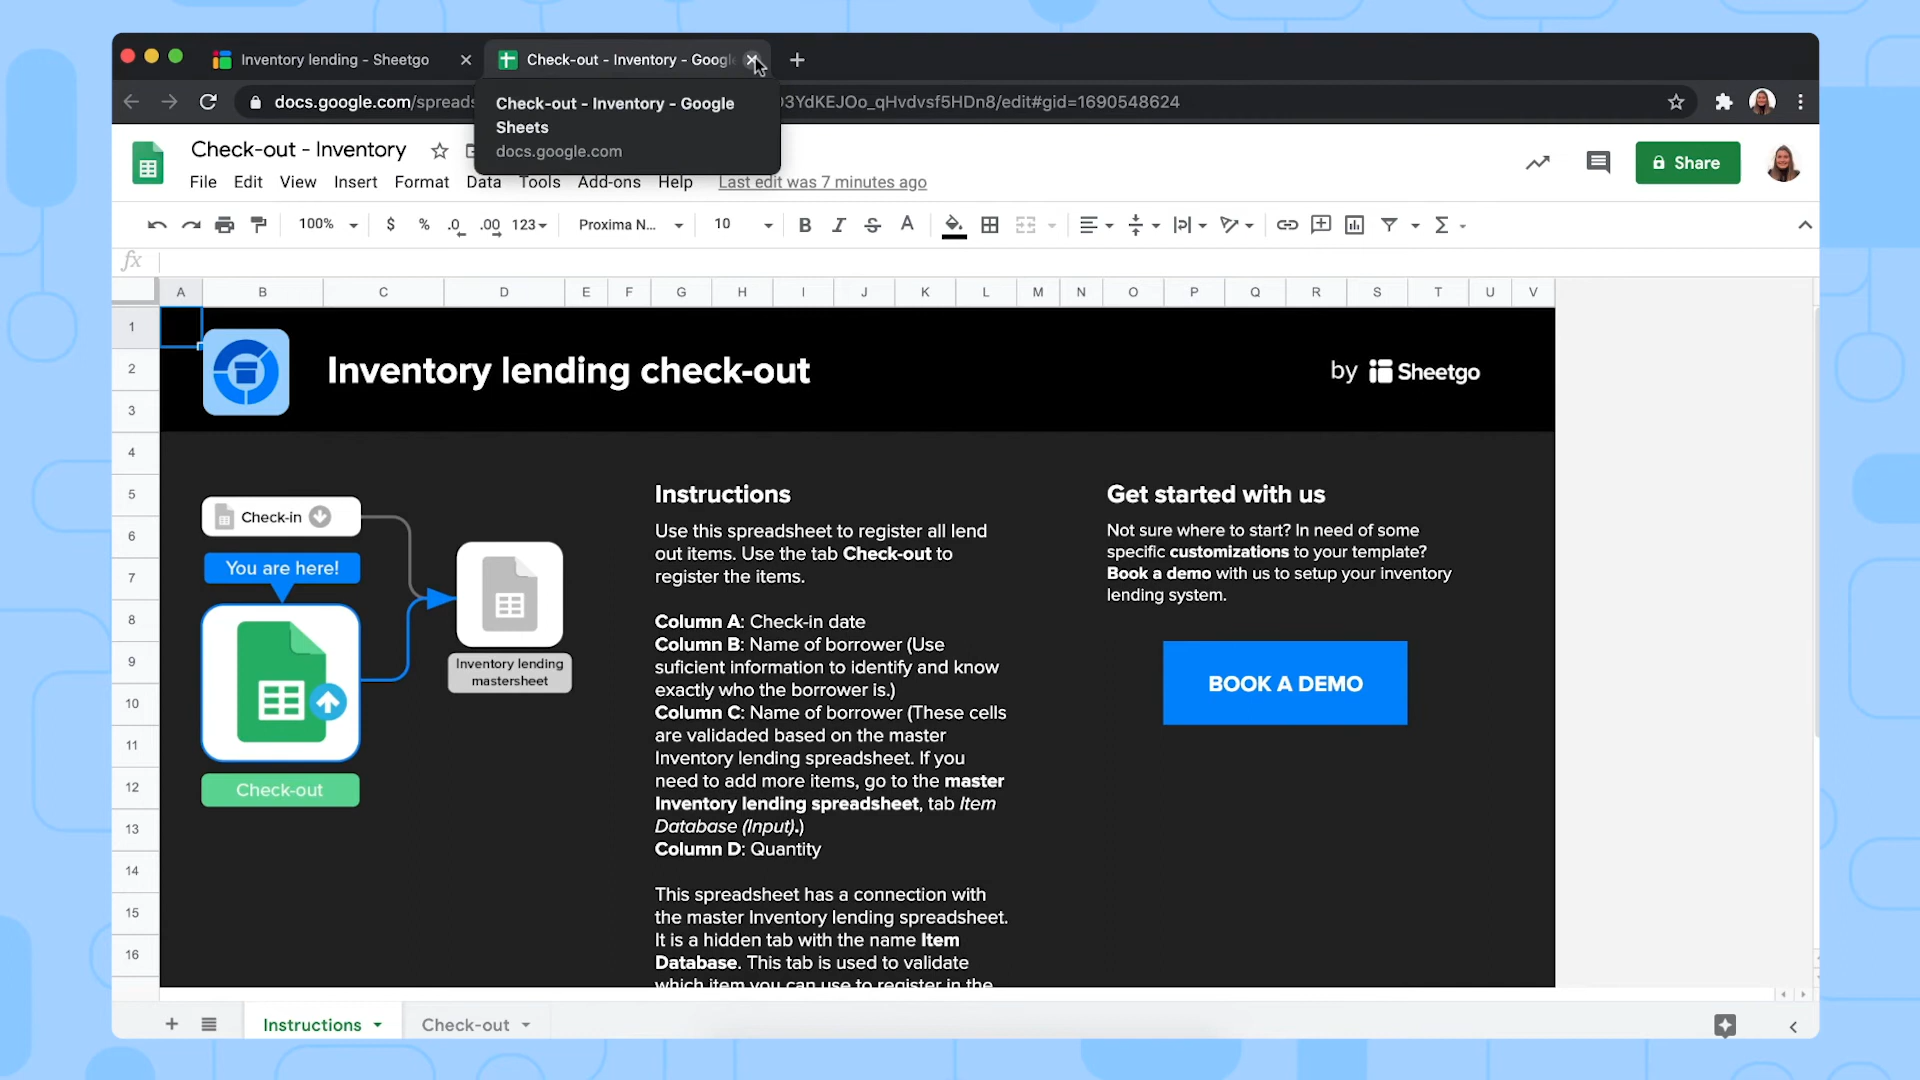 Inventory lending - Sheetgo
Check-out - Inventory - Google
docs.google.com/spreads
03YdKEJOo_qHvdvsf5HDn8/edit#gid=1690548624
Check-out - Inventory - Google
Sheets
docs.google.com
Check-out - Inventory
Share
File Edit View Insert Format Data Tools Add-ons Help Last edit was 7 minutes ago
100% $ % .0 .00 123 Proxima N... 10 B I S A Σ
fx
A B C D E F G H I J K L M N O P Q R S T U V
1
2
3
4
5
6
7
8
9
10
11
12
13
14
15
16
Inventory lending check-out
by Sheetgo
Check-in
You are here!
Check-out
Inventory lending
mastersheet
Instructions
Use this spreadsheet to register all lend
out items. Use the tab Check-out to
register the items.
Column A: Check-in date
Column B: Name of borrower (Use
suficient information to identify and know
exactly who the borrower is.)
Column C: Name of borrower (These cells
are validaded based on the master
Inventory lending spreadsheet. If you
need to add more items, go to the master
Inventory lending spreadsheet, tab Item
Database (Input).)
Column D: Quantity
This spreadsheet has a connection with
the master Inventory lending spreadsheet.
It is a hidden tab with the name Item
Database. This tab is used to validate
which item you can use to register in the
Get started with us
Not sure where to start? In need of some
specific customizations to your template?
Book a demo with us to setup your inventory
lending system.
BOOK A DEMO
Instructions
Check-out